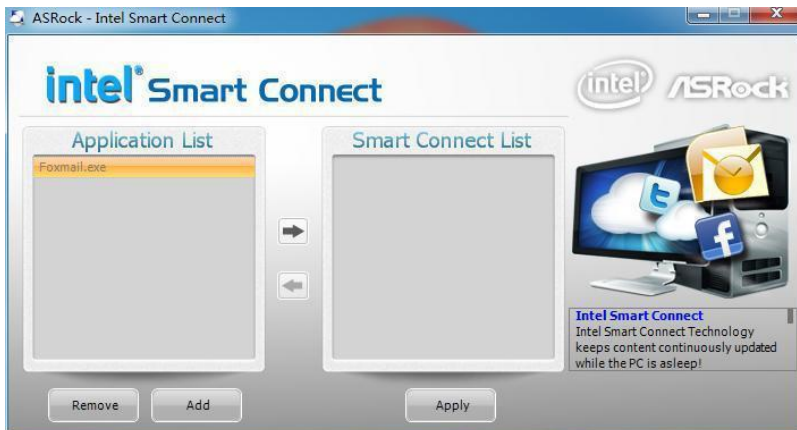 ASRock - Intel Smart Connect
intel® Smart Connect
intel
ASRock
Application List
Smart Connect List
Foxmail.exe
Intel Smart Connect
Intel Smart Connect Technology
keeps content continuously updated
while the PC is asleep!
Remove
Add
Apply